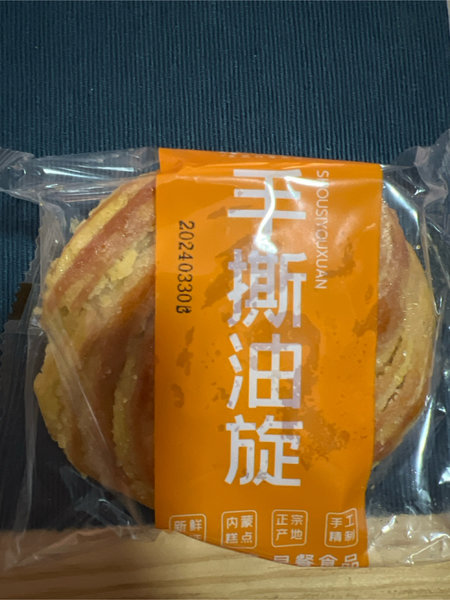 手撕油旋
SHOUSIYOUXUAN
20240330B
新鲜
内蒙
糕点
正宗
产地
手工
精制
早餐食品